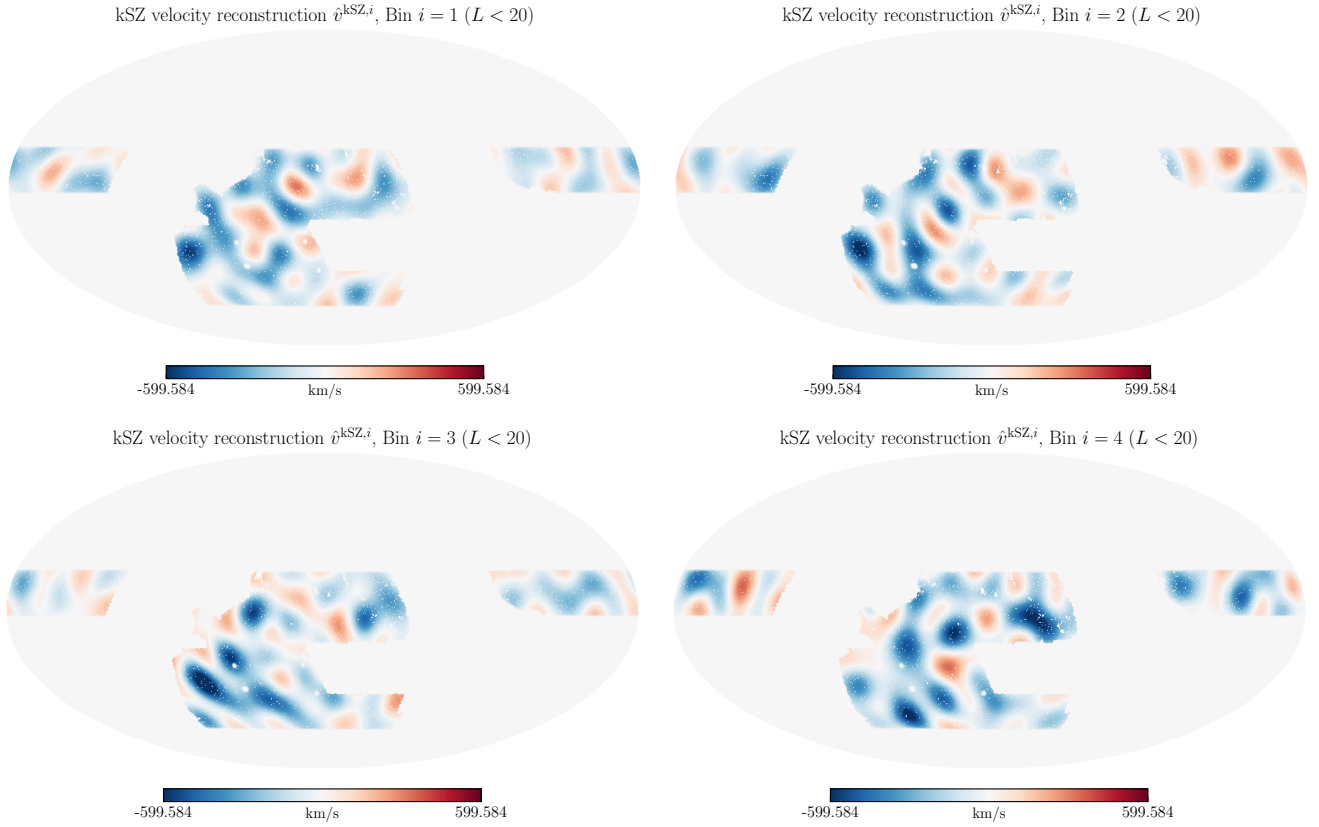 kSZ velocity reconstruction v̂^{kSZ,i}, Bin i = 1 (L < 20)
kSZ velocity reconstruction v̂^{kSZ,i}, Bin i = 2 (L < 20)
-599.584 km/s 599.584
-599.584 km/s 599.584
kSZ velocity reconstruction v̂^{kSZ,i}, Bin i = 3 (L < 20)
kSZ velocity reconstruction v̂^{kSZ,i}, Bin i = 4 (L < 20)
-599.584 km/s 599.584
-599.584 km/s 599.584